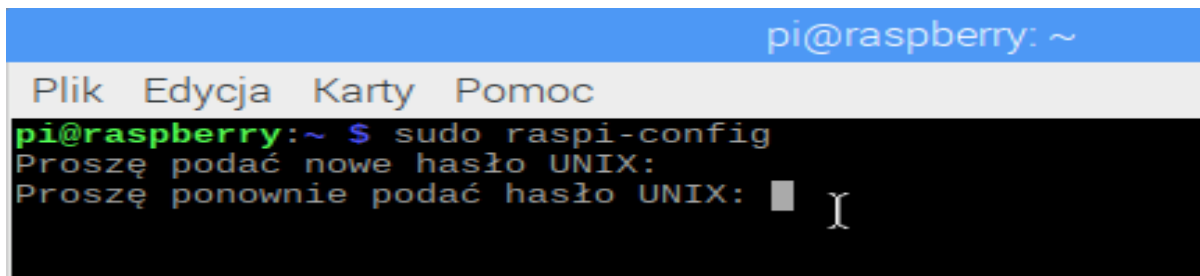 pi@raspberry: ~
Plik Edycja Karty Pomoc
pi@raspberry:~ $ sudo raspi-config
Proszę podać nowe hasło UNIX:
Proszę ponownie podać hasło UNIX: